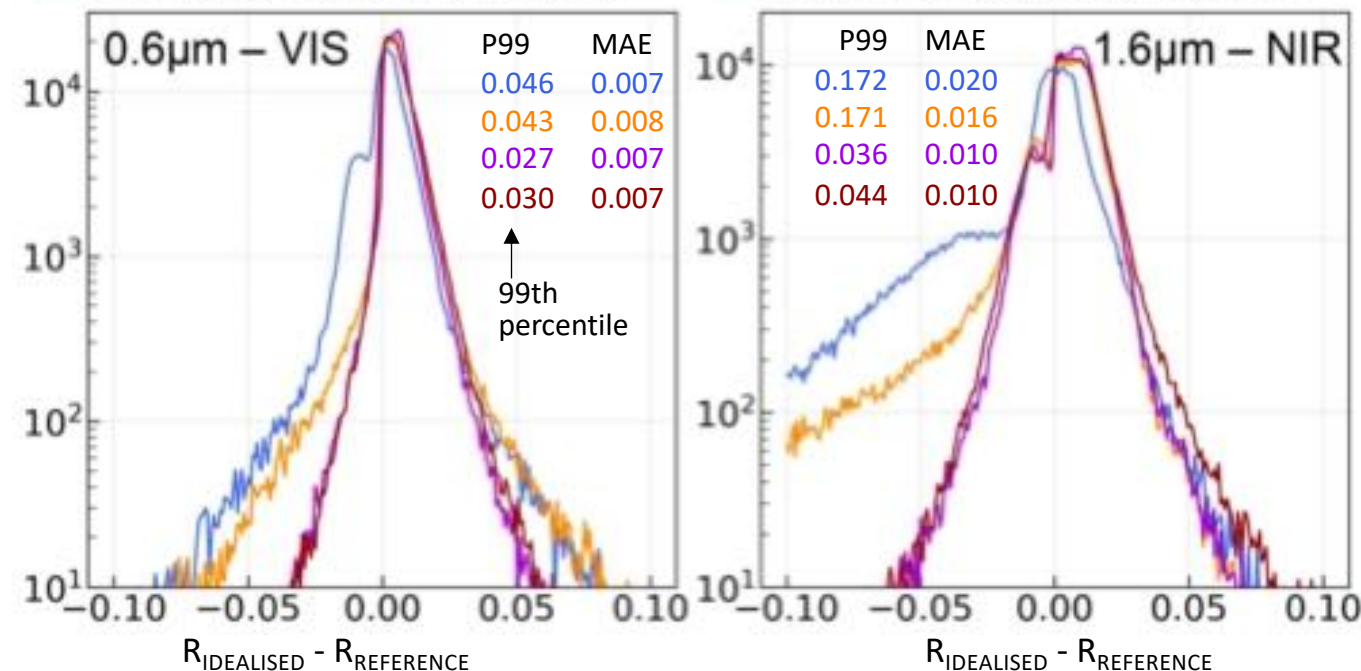 0.6µm – VIS
P99 MAE
0.046 0.007
0.043 0.008
0.027 0.007
0.030 0.007
99th
percentile
10⁴
10³
10²
10¹
−0.10 −0.05 0.00 0.05 0.10
R_IDEALISED - R_REFERENCE
1.6µm – NIR
P99 MAE
0.172 0.020
0.171 0.016
0.036 0.010
0.044 0.010
10⁴
10³
10²
10¹
−0.10 −0.05 0.00 0.05 0.10
R_IDEALISED - R_REFERENCE